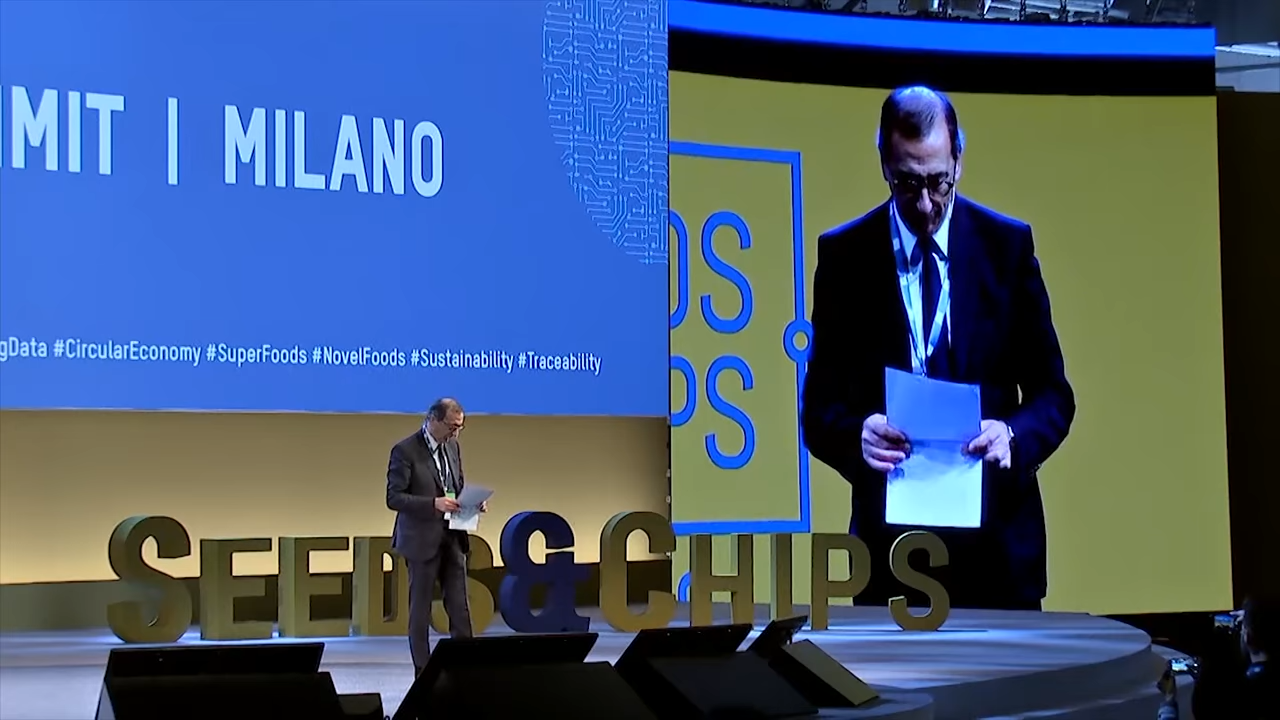 MIT | MILANO
gData #CircularEconomy #SuperFoods #NovelFoods #Sustainability #Traceability
DS
PS
SEEDS&CHIPS